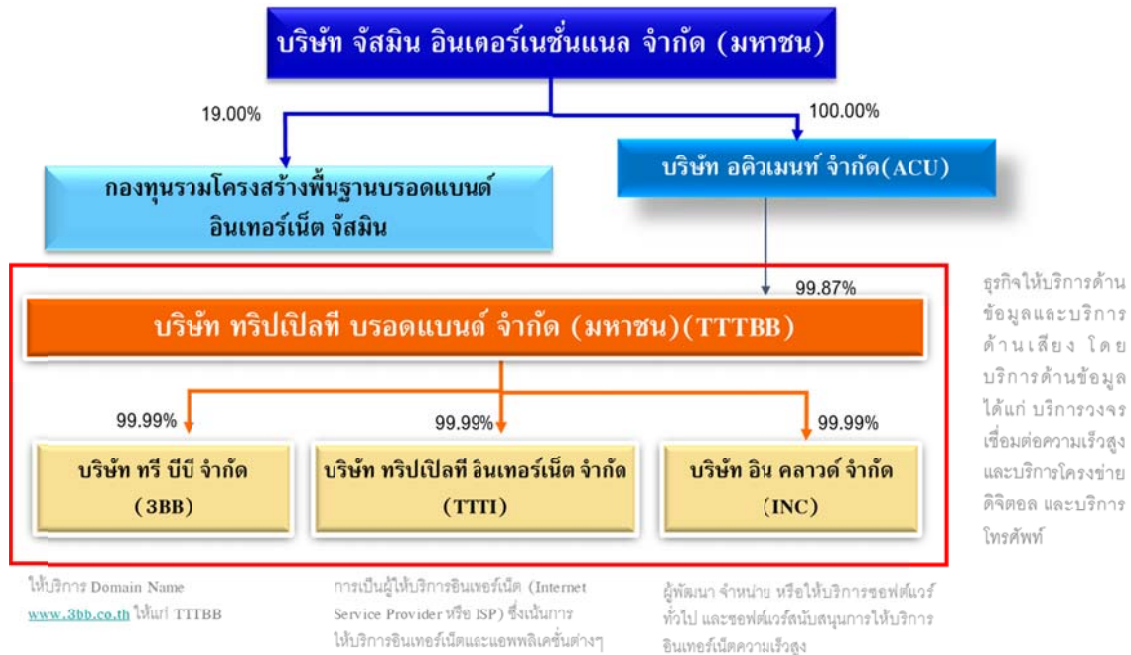 บริษัท จัสมิน อินเตอร์เนชั่นแนล จำกัด (มหาชน)
19.00%
100.00%
กองทุนรวมโครงสร้างพื้นฐานบรอดแบนด์
อินเทอร์เน็ต จัสมิน
บริษัท อคิวเมนท์ จำกัด(ACU)
99.87%
บริษัท ทริปเปิลที บรอดแบนด์ จำกัด (มหาชน)(TTTBB)
99.99%
99.99%
99.99%
บริษัท ทรี บีบี จำกัด
(3BB)
บริษัท ทริปเปิลที อินเทอร์เน็ต จำกัด
(TTTI)
บริษัท อิน คลาวด์ จำกัด
(INC)
ธุรกิจให้บริการด้าน
ข้อมูลและบริการ
ด้านเสียง โดย
บริการด้านข้อมูล
ได้แก่ บริการวงจร
เชื่อมต่อความเร็วสูง
และบริการโครงข่าย
ดิจิตอล และบริการ
โทรศัพท์
ให้บริการ Domain Name
www.3bb.co.th ให้แก่ TTTBB
การเป็นผู้ให้บริการอินเทอร์เน็ต (Internet
Service Provider หรือ ISP) ซึ่งเน้นการ
ให้บริการอินเทอร์เน็ตและแอพพลิเคชั่นต่างๆ
ผู้พัฒนา จำหน่าย หรือให้บริการซอฟต์แวร์
ทั่วไป และซอฟต์แวร์สนับสนุนการให้บริการ
อินเทอร์เน็ตความเร็วสูง